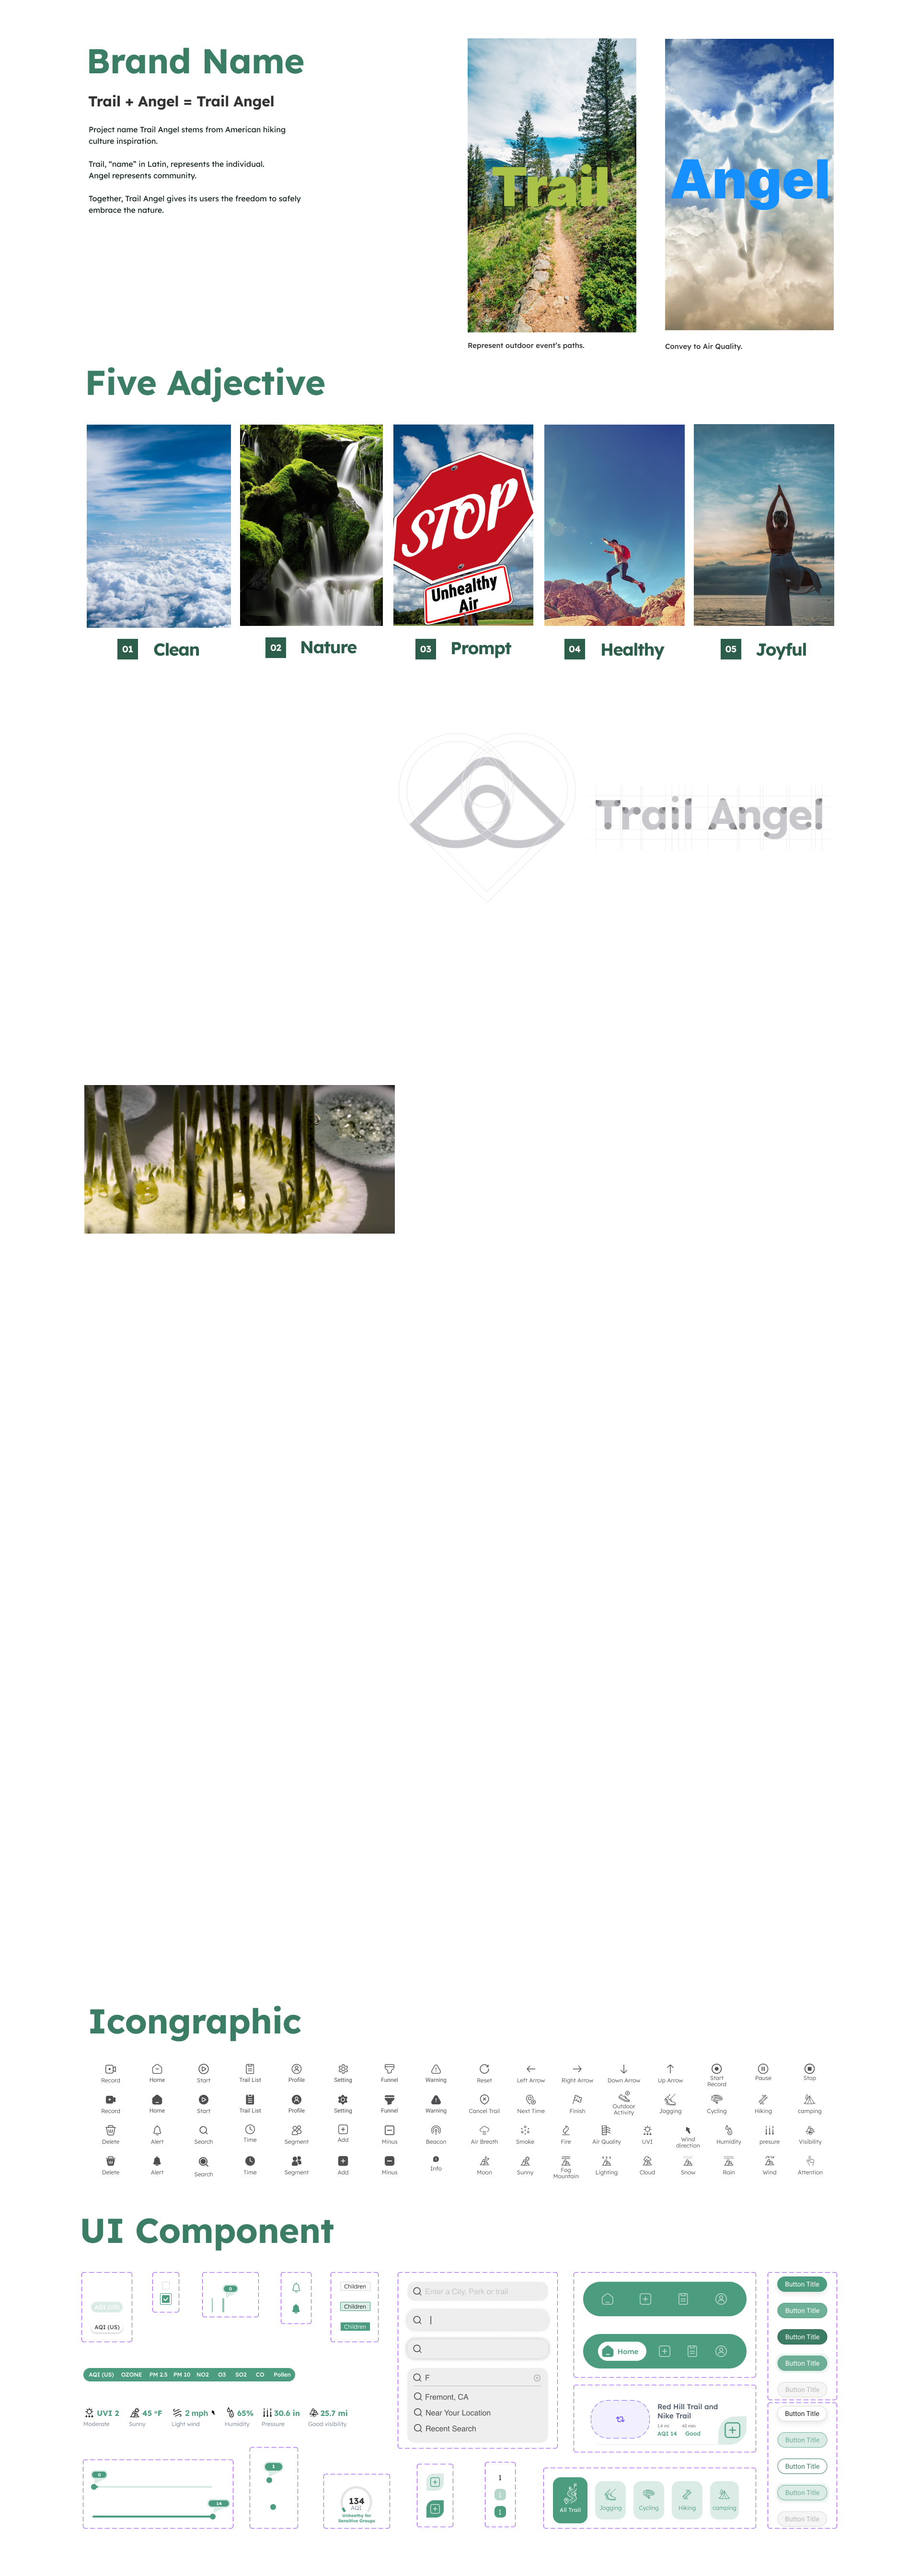 Brand Name
Trail + Angel = Trail Angel
Project name Trail Angel stems from American hiking
culture inspiration.
Trail, “name” in Latin, represents the individual.
Angel represents community.
Together, Trail Angel gives its users the freedom to safely
embrace the nature.
Trail
Angel
Represent outdoor event’s paths.
Convey to Air Quality.
Five Adjective
STOP
Unhealthy
Air
01 Clean
02 Nature
03 Prompt
04 Healthy
05 Joyful
Trail Angel
Icongraphic
Record Home Start Trail List Profile Setting Funnel Warning Reset Left Arrow Right Arrow Down Arrow Up Arrow Start Record Pause Stop
Record Home Start Trail List Profile Setting Funnel Warning Cancel Trail Next Time Finish Outdoor Activity Jogging Cycling Hiking camping
Delete Alert Search Time Segment Add Minus Beacon Air Breath Smoke Fire Air Quality UVI Wind direction Humidity presure Visibility
Delete Alert Search Time Segment Add Minus Info Moon Sunny Fog Mountain Lighting Cloud Snow Rain Wind Attention
UI Component
AQI (US)
AQI (US)
0
Children
Children
Children
Enter a City, Park or trail
F
Fremont, CA
Near Your Location
Recent Search
Home
Button Title
Button Title
Button Title
Button Title
Button Title
AQI (US) OZONE PM 2.5 PM 10 NO2 O3 SO2 CO Pollen
UVI 2 45 °F 2 mph 65% 30.6 in 25.7 mi
Moderate Sunny Light wind Humidity Pressure Good visibility
Red Hill Trail and
Nike Trail
1.4 mi 42 min
AQI 14 Good
Button Title
Button Title
Button Title
Button Title
Button Title
0
14
1
134
AQI
Unhealthy for
Sensitive Groups
1
1
1
All Trail Jogging Cycling Hiking camping